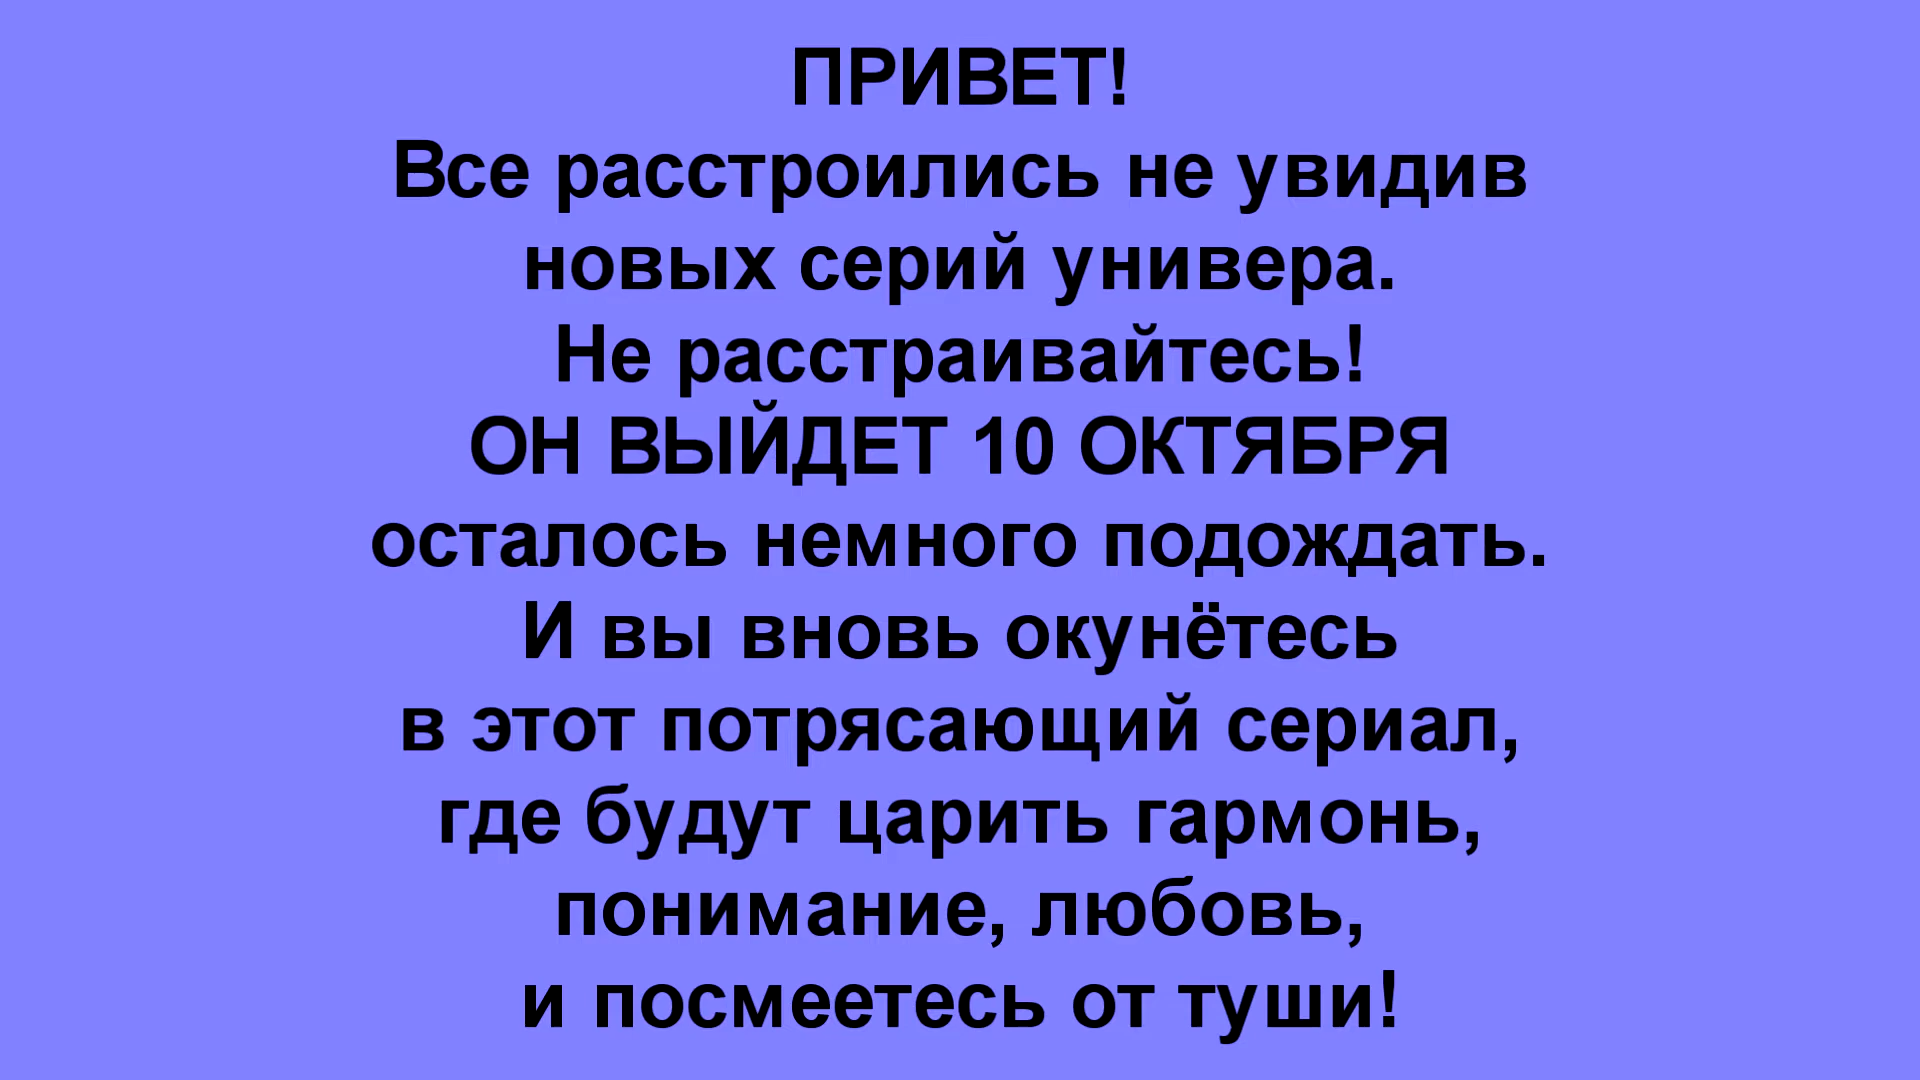 ПРИВЕТ!
Все расстроились не увидив
новых серий универа.
Не расстраивайтесь!
ОН ВЫЙДЕТ 10 ОКТЯБРЯ
осталось немного подождать.
И вы вновь окунётесь
в этот потрясающий сериал,
где будут царить гармонь,
понимание, любовь,
и посмеетесь от туши!